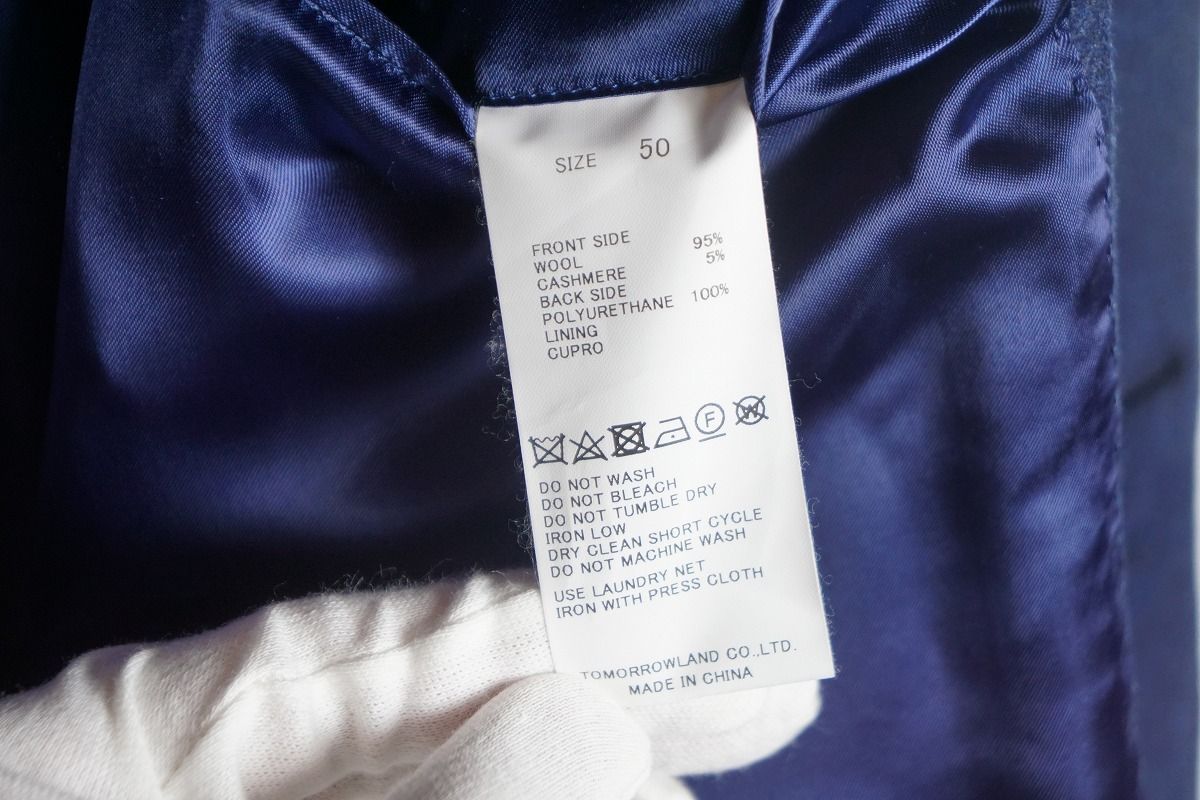 SIZE 50
FRONT SIDE
WOOL 95%
CASHMERE 5%
BACK SIDE
POLYURETHANE 100%
LINING
CUPRO
F
W
DO NOT WASH
DO NOT BLEACH
DO NOT TUMBLE DRY
IRON LOW
DRY CLEAN SHORT CYCLE
DO NOT MACHINE WASH
USE LAUNDRY NET
IRON WITH PRESS CLOTH
TOMORROWLAND CO.,LTD.
MADE IN CHINA